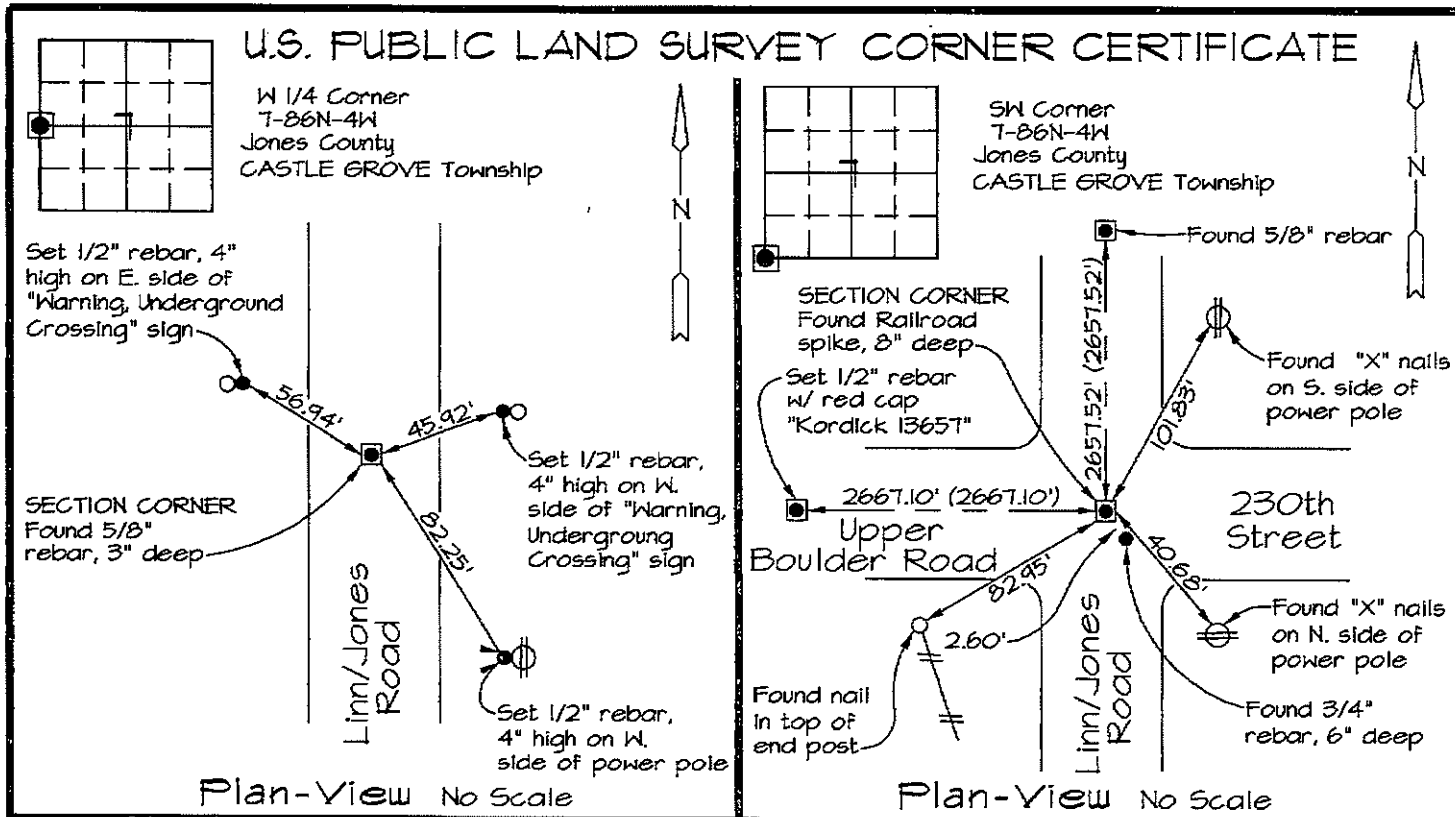 U.S. PUBLIC LAND SURVEY CORNER CERTIFICATE
W 1/4 Corner
7-86N-4W
Jones County
CASTLE GROVE Township
N
Set 1/2" rebar, 4"
high on E. side of
"Warning, Underground
Crossing" sign
56.94'
45.92'
82.25'
Set 1/2" rebar,
4" high on W.
side of "Warning,
Undergroung
Crossing" sign
SECTION CORNER
Found 5/8"
rebar, 3" deep
Linn/Jones
Road
Set 1/2" rebar,
4" high on W.
side of power pole
Plan-View No Scale
SW Corner
7-86N-4W
Jones County
CASTLE GROVE Township
N
Found 5/8" rebar
SECTION CORNER
Found Railroad
spike, 8" deep
2657.52' (2657.52')
101.83'
Found "X" nails
on S. side of
power pole
Set 1/2" rebar
w/ red cap
"Kordick 13657"
2667.10' (2667.10')
Upper
Boulder Road
230th
Street
82.95'
40.68'
2.60'
Found "X" nails
on N. side of
power pole
Found nail
in top of
end post
Linn/Jones
Road
Found 3/4"
rebar, 6" deep
Plan-View No Scale